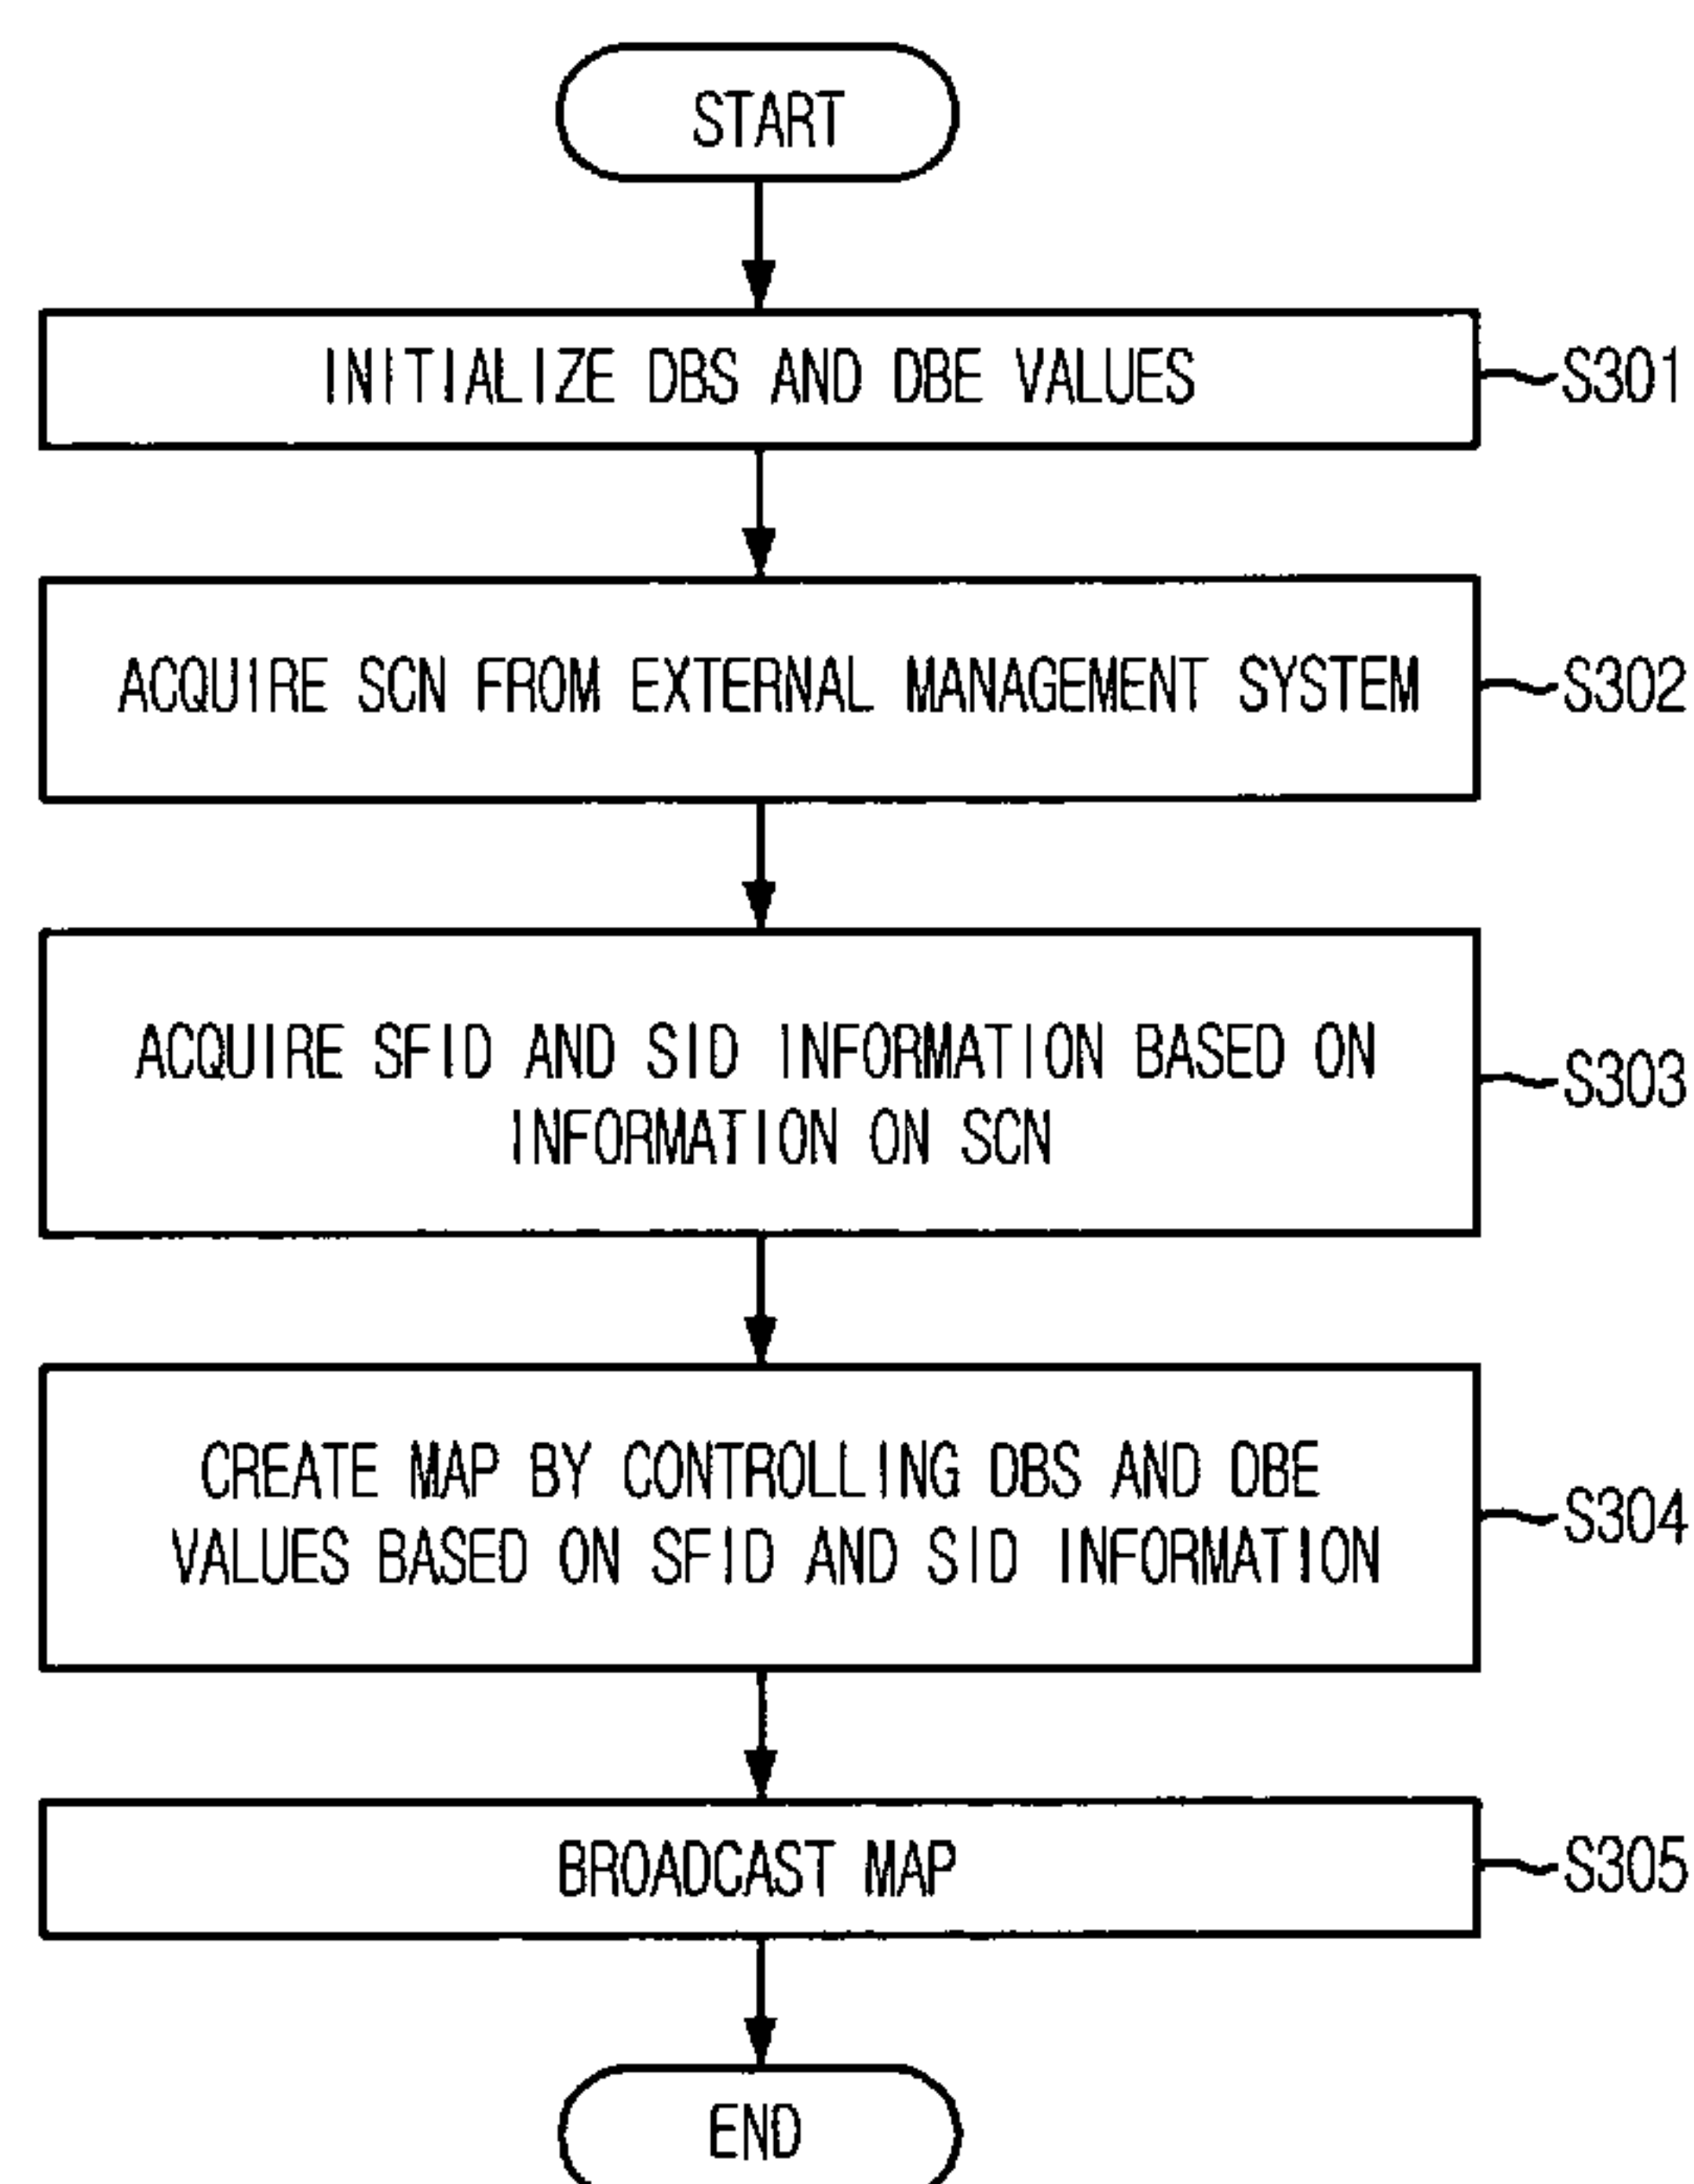 START
INITIALIZE DBS AND DBE VALUES
S301
ACQUIRE SCN FROM EXTERNAL MANAGEMENT SYSTEM
S302
ACQUIRE SFID AND SID INFORMATION BASED ON
INFORMATION ON SCN
S303
CREATE MAP BY CONTROLLING DBS AND DBE
VALUES BASED ON SFID AND SID INFORMATION
S304
BROADCAST MAP
S305
END